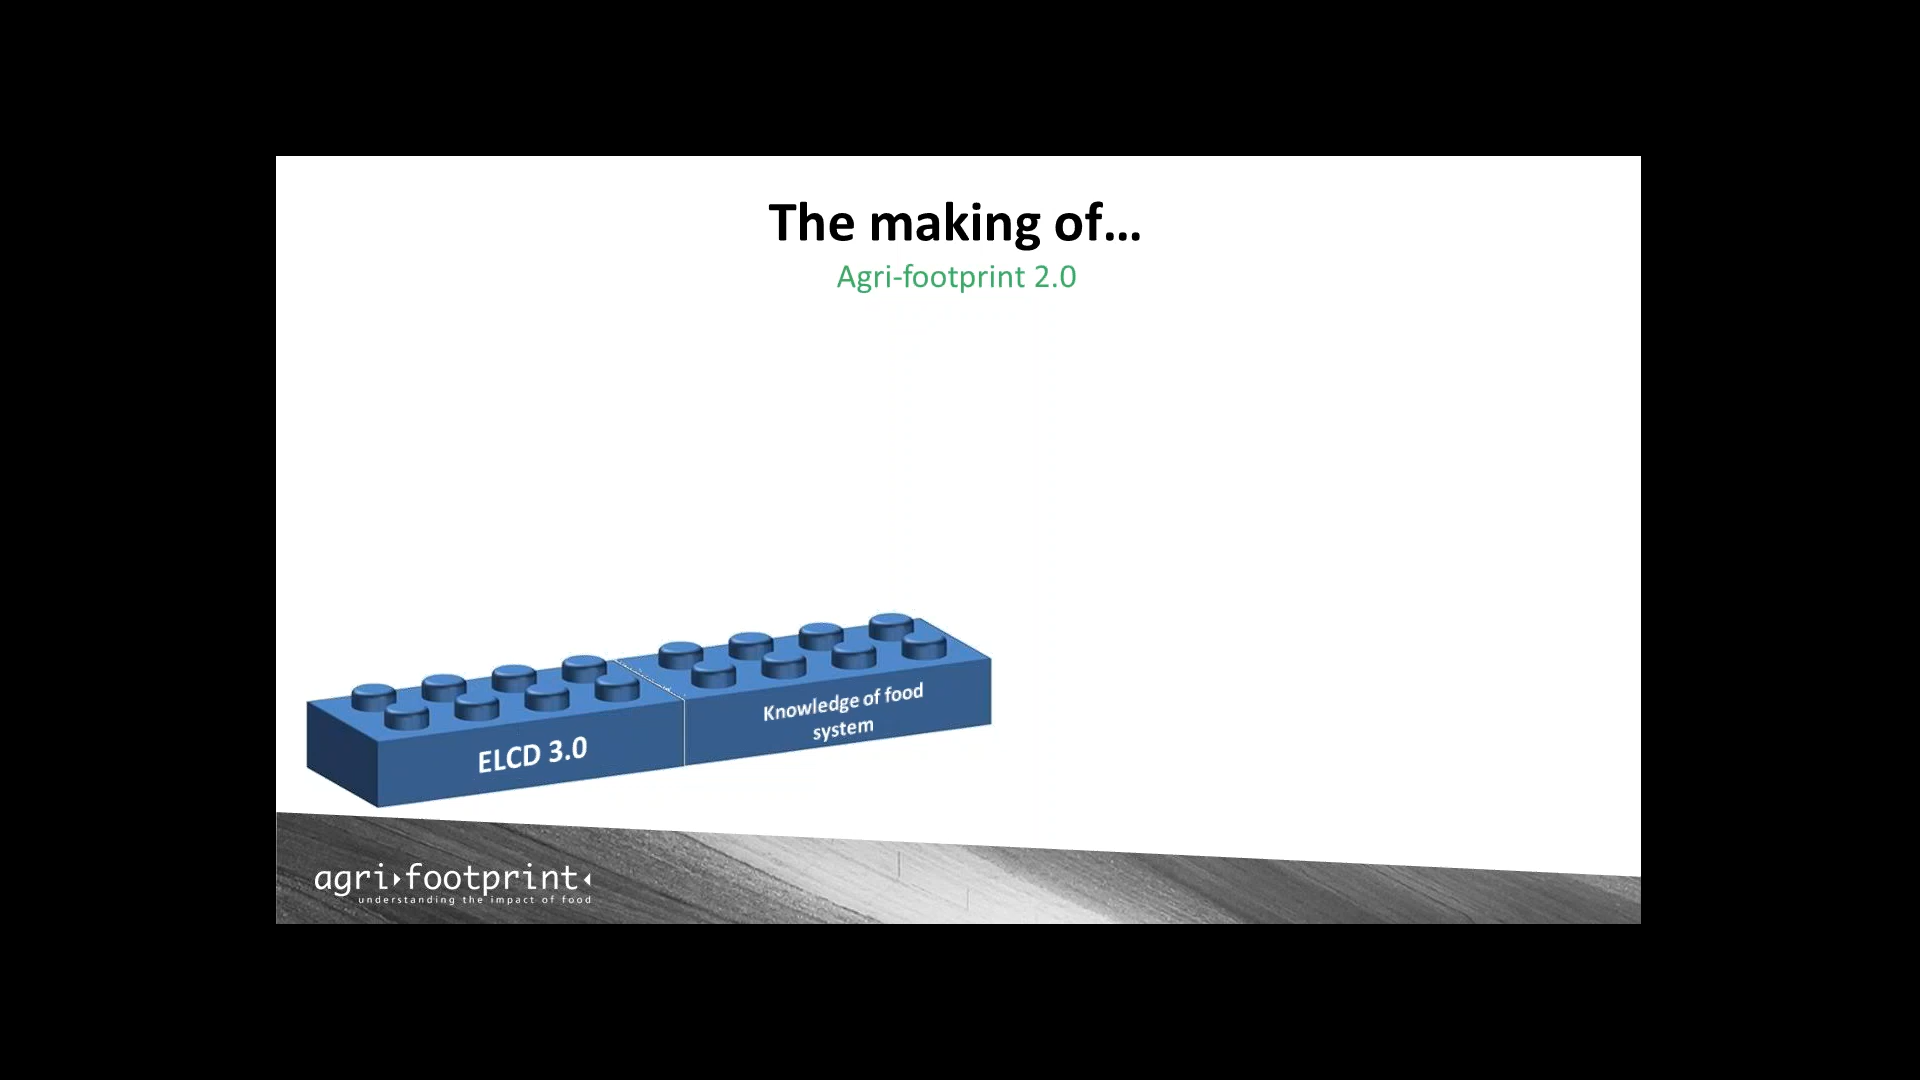 The making of...
Agri-footprint 2.0
Knowledge of food
system
ELCD 3.0
agri footprint
understanding the impact of food